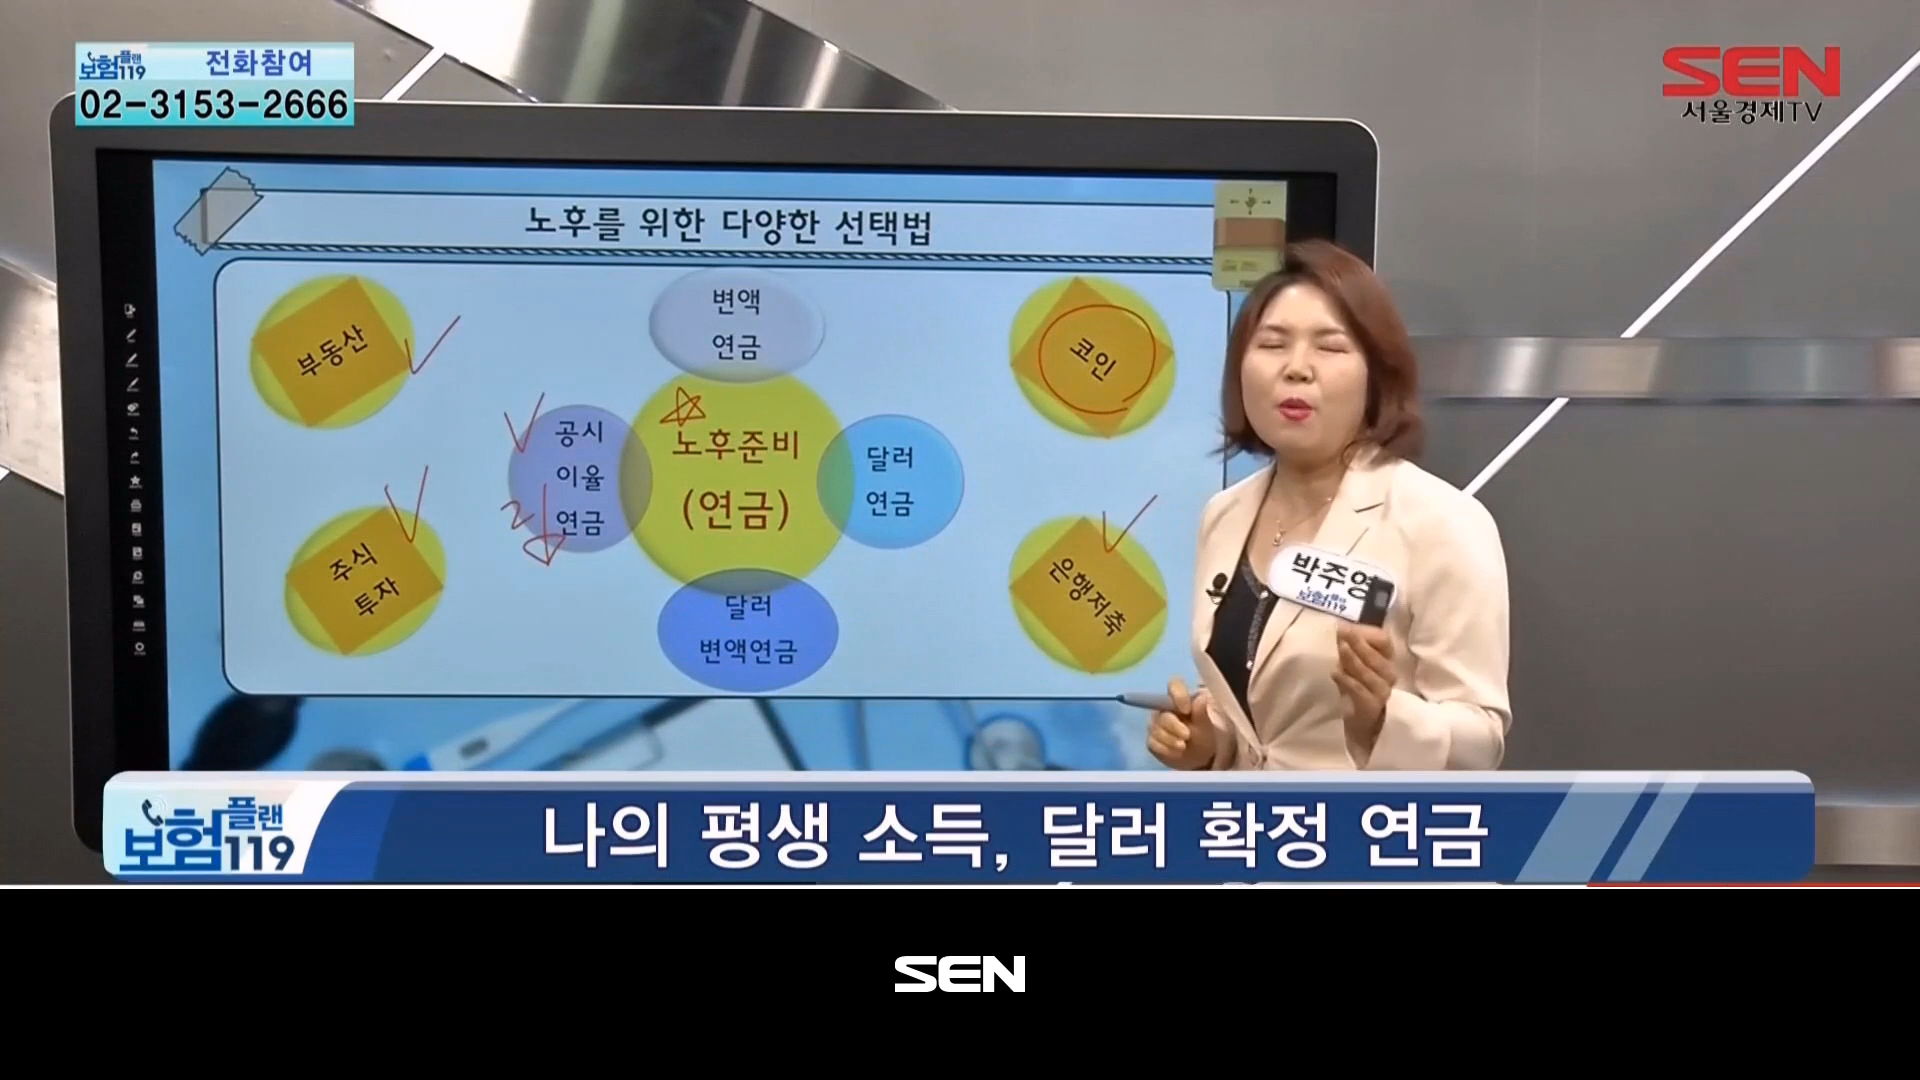 보험플랜119 전화참여
02-3153-2666
SEN
서울경제TV
노후를 위한 다양한 선택법
부동산
변액
연금
코인
공시
이율
연금
노후준비
(연금)
달러
연금
주식
투자
달러
변액연금
은행저축
박주영
보험플랜119
보험플랜119
나의 평생 소득, 달러 확정 연금
SEN